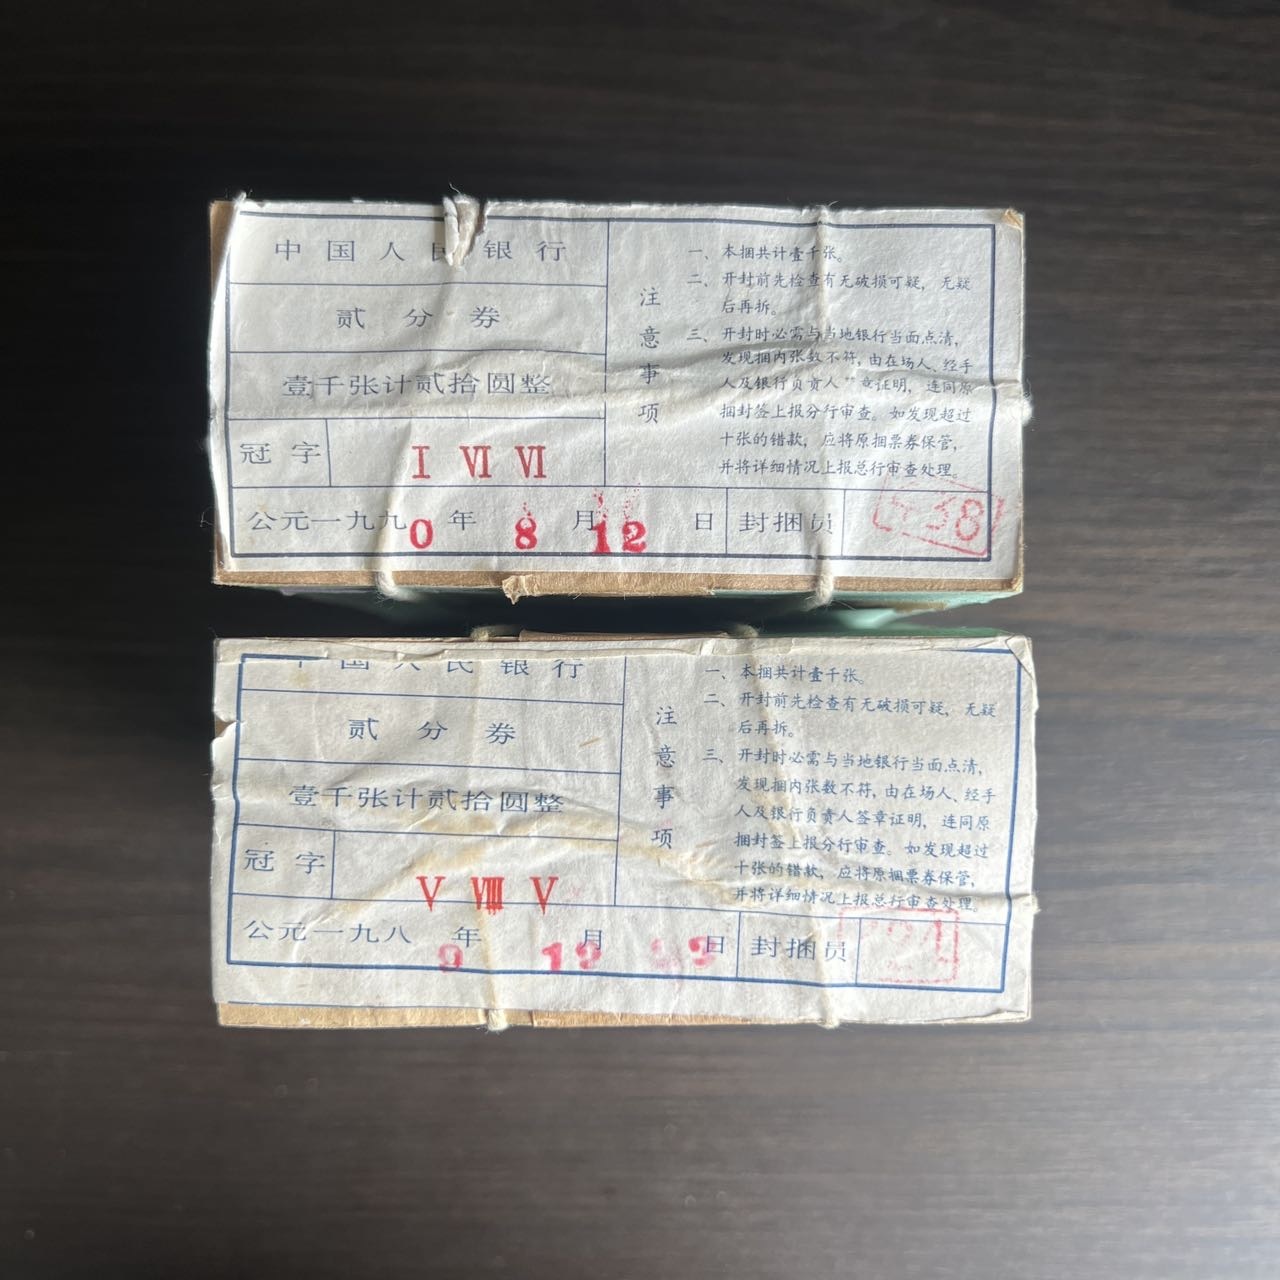 中国人民银行
贰分券
壹千张计贰拾圆整
冠字 I VI VI
公元一九九0年8月12日
封捆员
38
注意事项
一、本捆共计壹千张。
二、开封前先检查有无破损可疑，无疑
后再拆。
三、开封时必需与当地银行当面点清，
发现捆内张数不符，由在场人、经手
人及银行负责人 章证明，连同原
捆封签上报分行审查。如发现超过
十张的错款，应将原捆票券保管，
并将详细情况上报总行审查处理。
中国人民银行
贰分券
壹千张计贰拾圆整
冠字 V VIII V
公元一九八9年12月 日
封捆员
注意事项
一、本捆共计壹千张。
二、开封前先检查有无破损可疑，无疑
后再拆。
三、开封时必需与当地银行当面点清，
发现捆内张数不符，由在场人、经手
人及银行负责人签章证明，连同原
捆封签上报分行审查。如发现超过
十张的错款，应将原捆票券保管，
并将详细情况上报总行审查处理。